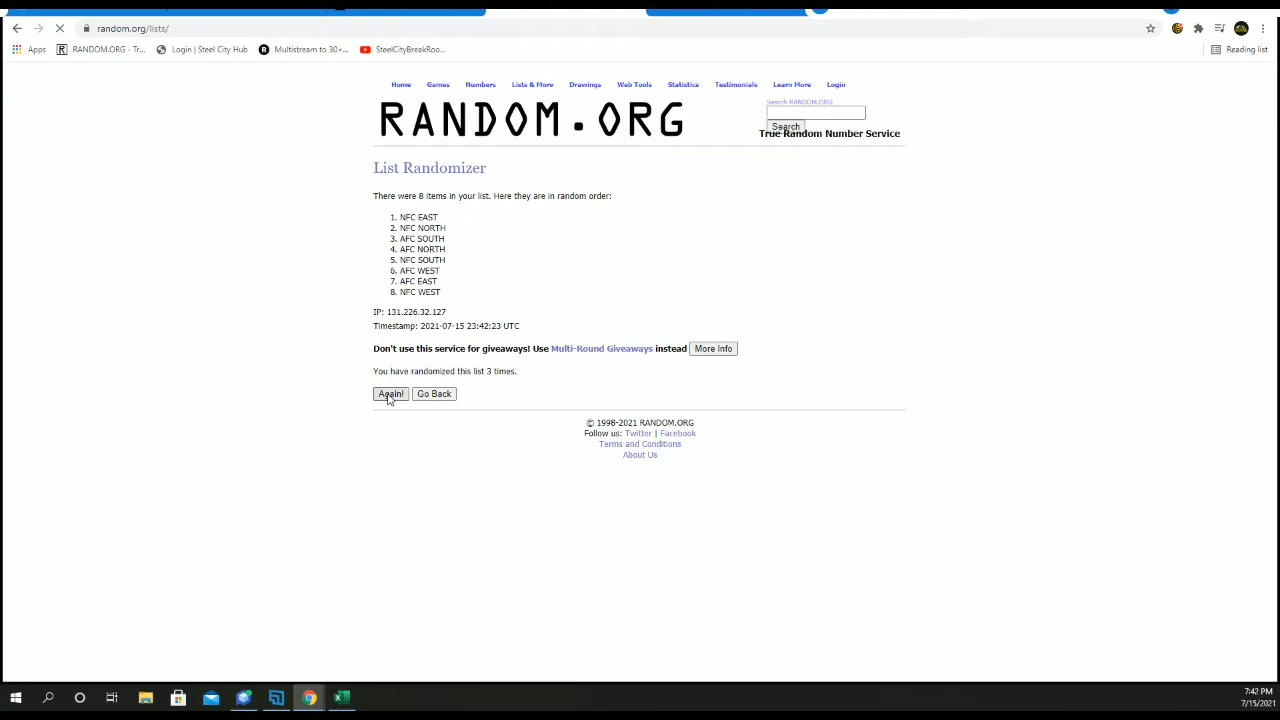 random.org/lists/
Apps RANDOM.ORG - Tr... Login | Steel City Hub Multistream to 30+... SteelCityBreakRoo... Reading list
Home Games Numbers Lists & More Drawings Web Tools Statistics Testimonials Learn More Login
RANDOM.ORG
Search RANDOM.ORG
Search
True Random Number Service
List Randomizer
There were 8 items in your list. Here they are in random order:
1. NFC EAST
2. NFC NORTH
3. AFC SOUTH
4. AFC NORTH
5. NFC SOUTH
6. AFC WEST
7. AFC EAST
8. NFC WEST
IP: 131.226.32.127
Timestamp: 2021-07-15 23:42:23 UTC
Don't use this service for giveaways! Use Multi-Round Giveaways instead More Info
You have randomized this list 3 times.
Again! Go Back
© 1998-2021 RANDOM.ORG
Follow us: Twitter | Facebook
Terms and Conditions
About Us
7:42 PM
7/15/2021